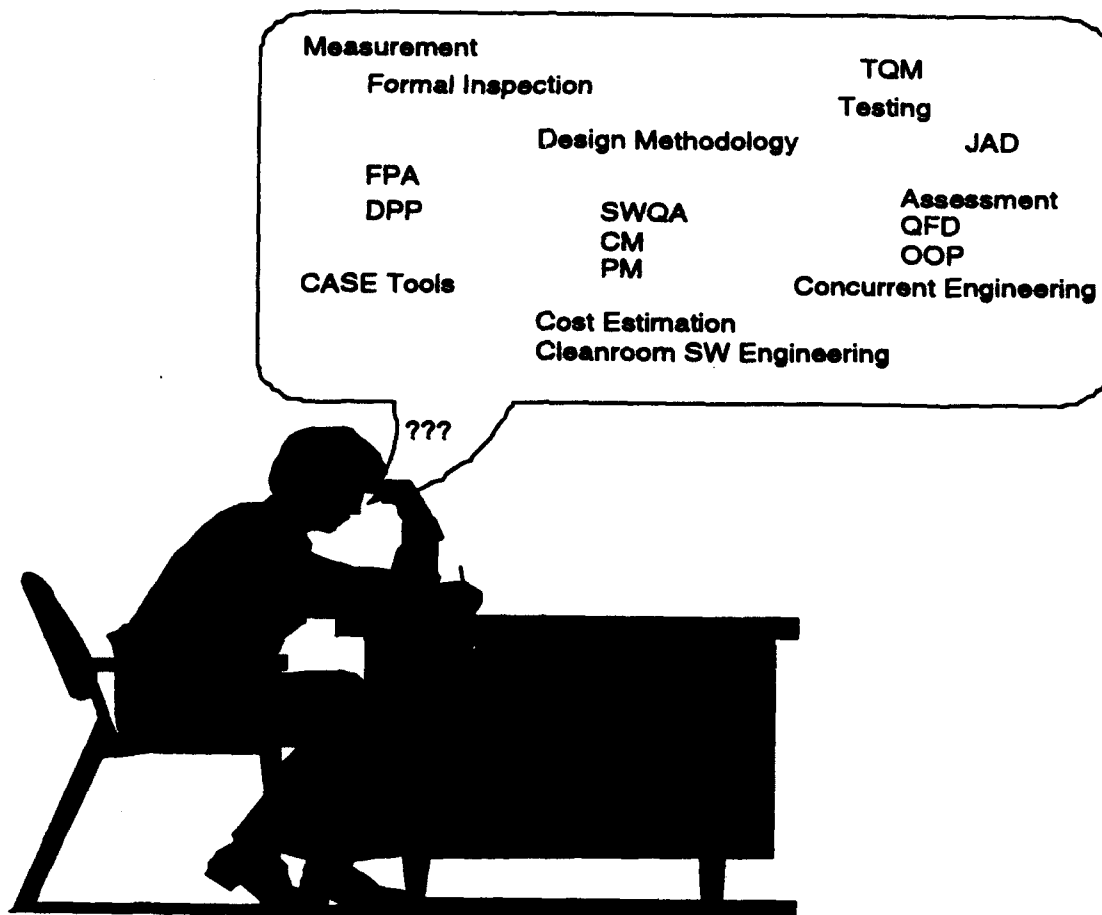 Measurement
TQM
Formal Inspection
Testing
Design Methodology
JAD
FPA
Assessment
DPP
SWQA
QFD
CM
OOP
PM
CASE Tools
Concurrent Engineering
Cost Estimation
Cleanroom SW Engineering
???